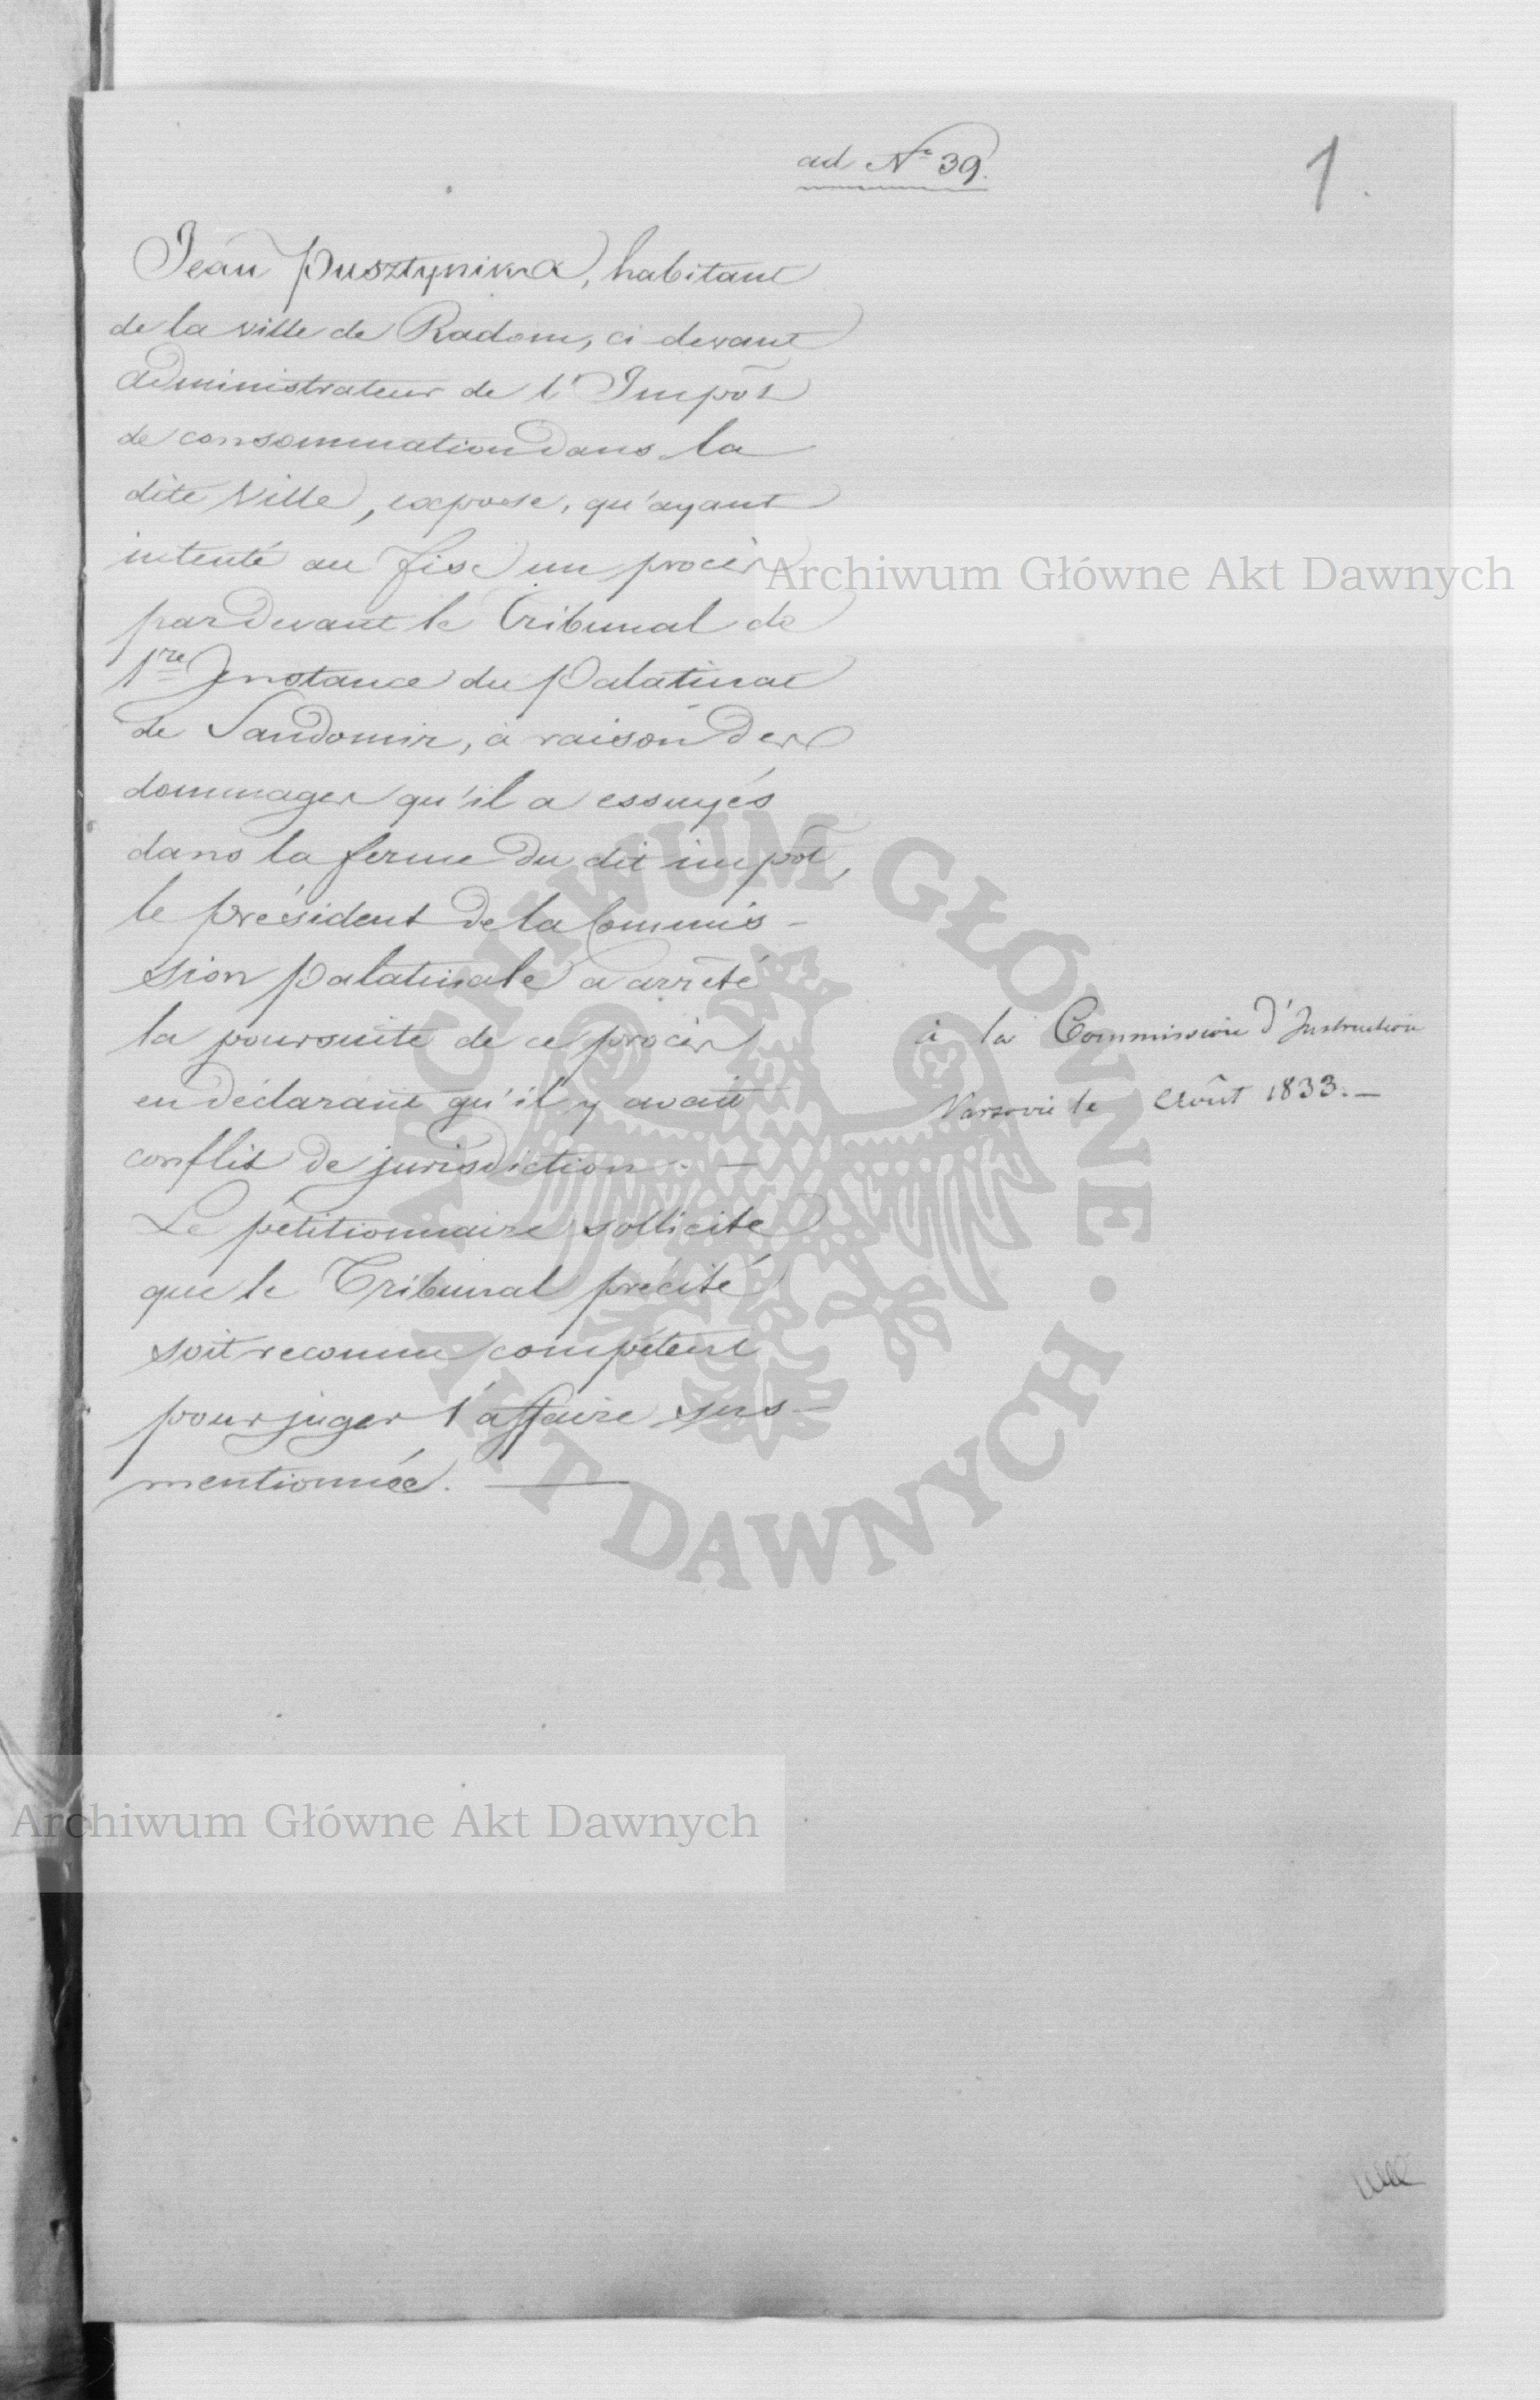 ad No 39.
1.
Jean Pusztynika, habitant
de la ville de Radom, ci-devant
administrateur de l'Impôt
de consommation dans la
dite Ville, expose, qu'ayant
intenté au fisc un procès
pardevant le Tribunal de
1re Instance du Palatinat
de Sandomir, à raison des
dommages qu'il a essuyés
dans la ferme du dit impôt,
le président de la Commis-
sion palatinale a arrêté
la poursuite de ce procès
en déclarant qu'il y avait
conflit de jurisdiction. —
Le pétitionnaire sollicite
que le Tribunal précité
soit reconnu compétent
pour juger l'affaire sus-
mentionnée. —
à la Commission d'Instruction
Varsovie le Août 1833. —
Archiwum Główne Akt Dawnych
ARCHIWUM GŁÓWNE · AKT DAWNYCH
Archiwum Główne Akt Dawnych